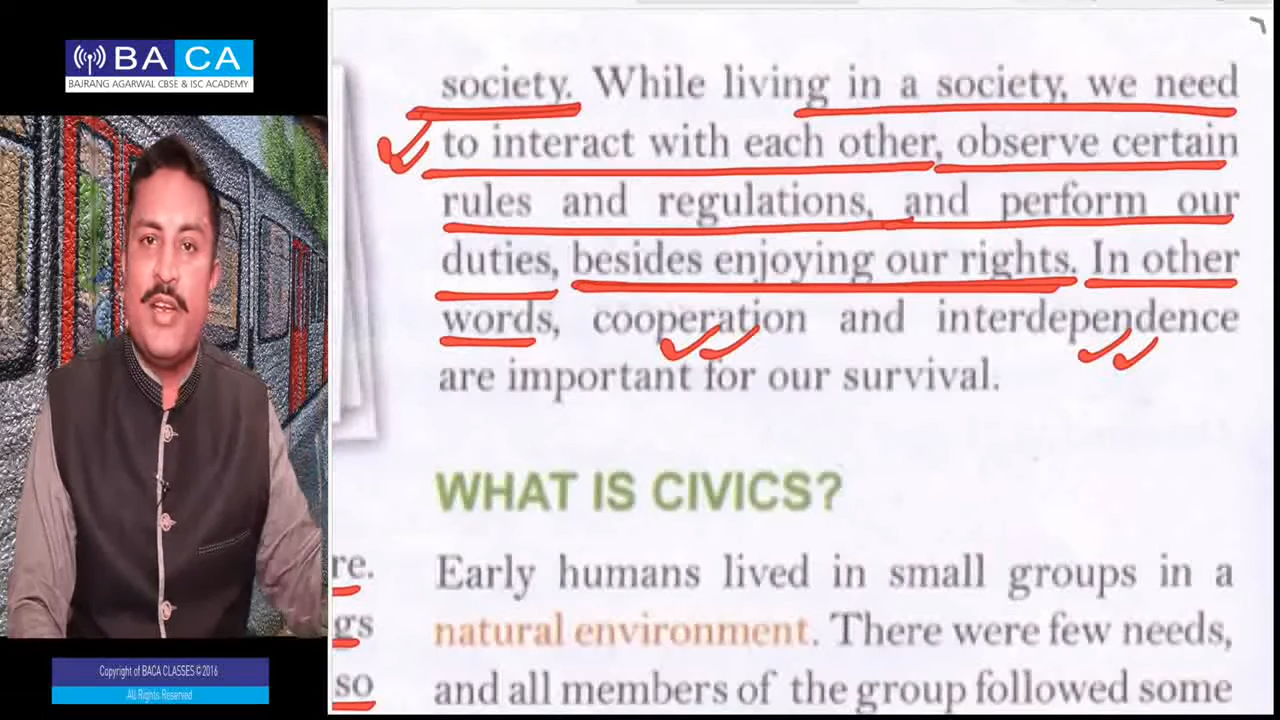 BA CA
BAJRANG AGARWAL CBSE & ISC ACADEMY
society. While living in a society, we need
to interact with each other, observe certain
rules and regulations, and perform our
duties, besides enjoying our rights. In other
words, cooperation and interdependence
are important for our survival.
WHAT IS CIVICS?
re.
gs
so
Early humans lived in small groups in a
natural environment. There were few needs,
and all members of the group followed some
Copyright of BACA CLASSES ©2016
All Rights Reserved